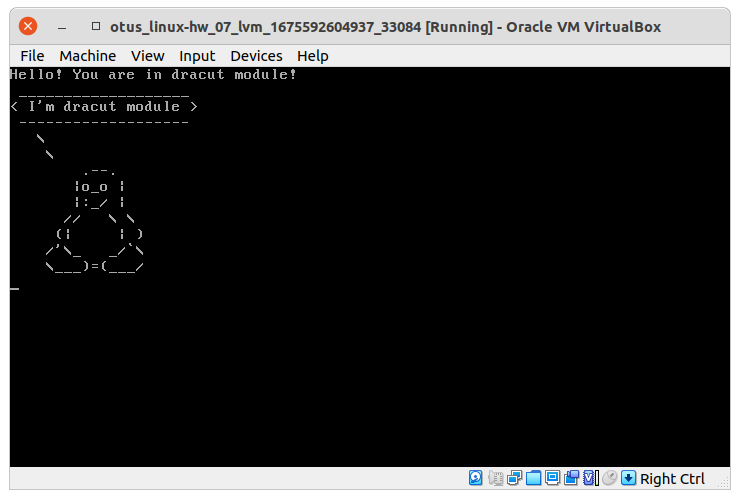 otus_linux-hw_07_lvm_1675592604937_33084 [Running] - Oracle VM VirtualBox
File Machine View Input Devices Help
Hello! You are in dracut module!
 ___________________
< I'm dracut module >
 -------------------
   \
    \
        .--.
       |o_o |
       |:_/ |
      //   \ \
     (|     | )
    /'\_   _/`\
    \___)=(___/
_
Right Ctrl